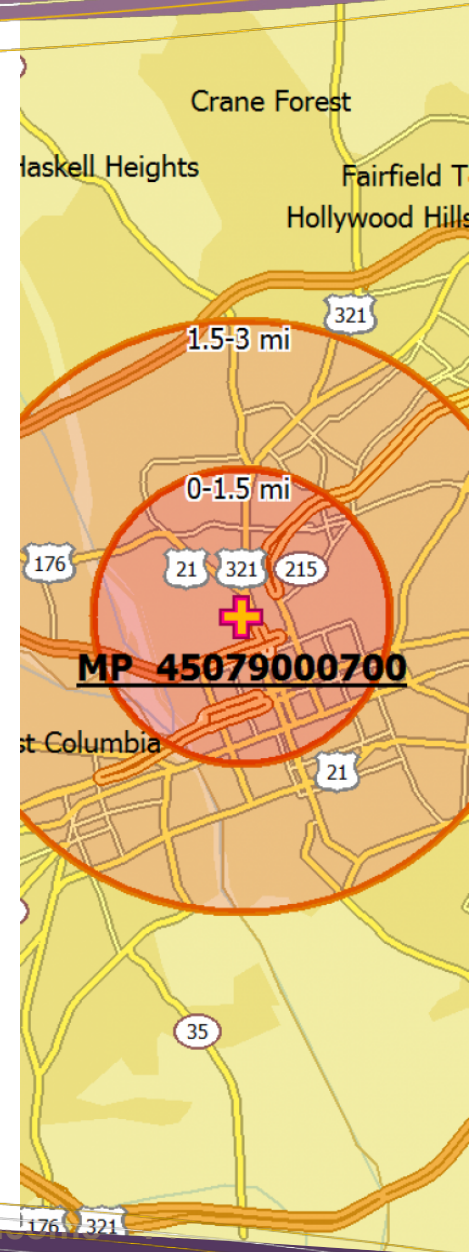 Crane Forest
Haskell Heights
Fairfield T
Hollywood Hills
321
1.5-3 mi
0-1.5 mi
176
21
321
215
MP 45079000700
st Columbia
21
35
176
321